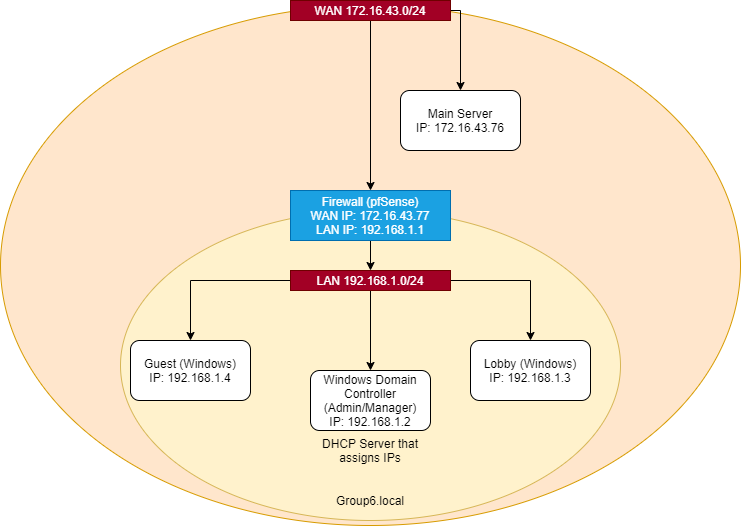 WAN 172.16.43.0/24
Main Server
IP: 172.16.43.76
Firewall (pfSense)
WAN IP: 172.16.43.77
LAN IP: 192.168.1.1
LAN 192.168.1.0/24
Guest (Windows)
IP: 192.168.1.4
Windows Domain
Controller
(Admin/Manager)
IP: 192.168.1.2
Lobby (Windows)
IP: 192.168.1.3
DHCP Server that
assigns IPs
Group6.local